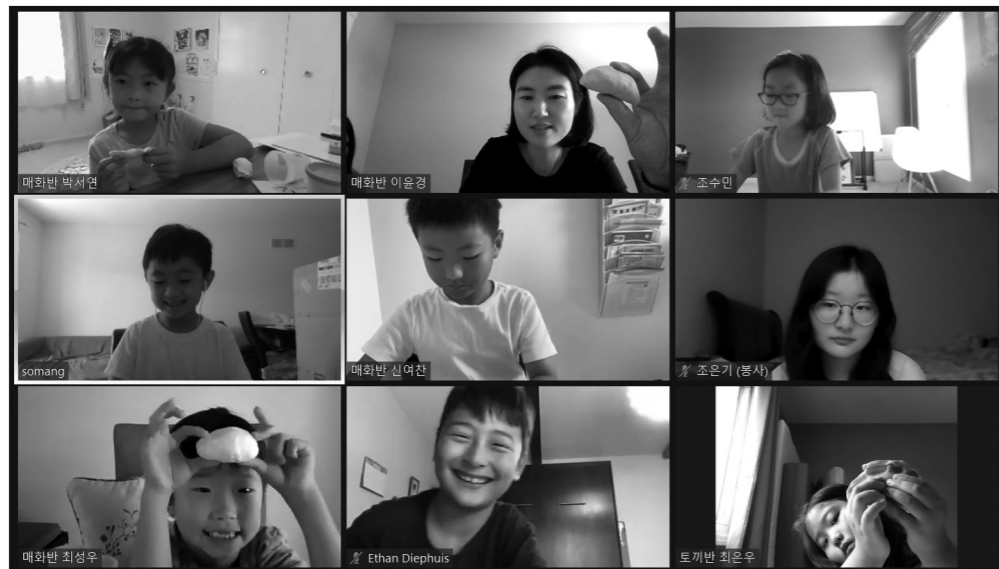 매화반 박서연
매화반 이윤경
조수민
somang
매화반 신여찬
조은기 (봉사)
매화반 최성우
Ethan Diephuis
토끼반 최은우